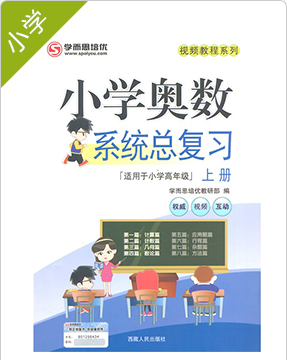 小学
学而思培优
www.speiyou.com
视频教程系列
小学奥数
系统总复习
「适用于小学高年级」 上册
学而思培优教研部 编
权威 视频 互动
第一篇：计算篇 第五篇：应用题篇
第二篇：计数篇 第六篇：行程篇
第三篇：几何篇 第七篇：杂题篇
第四篇：数论篇 第八篇：方法篇
西藏人民出版社